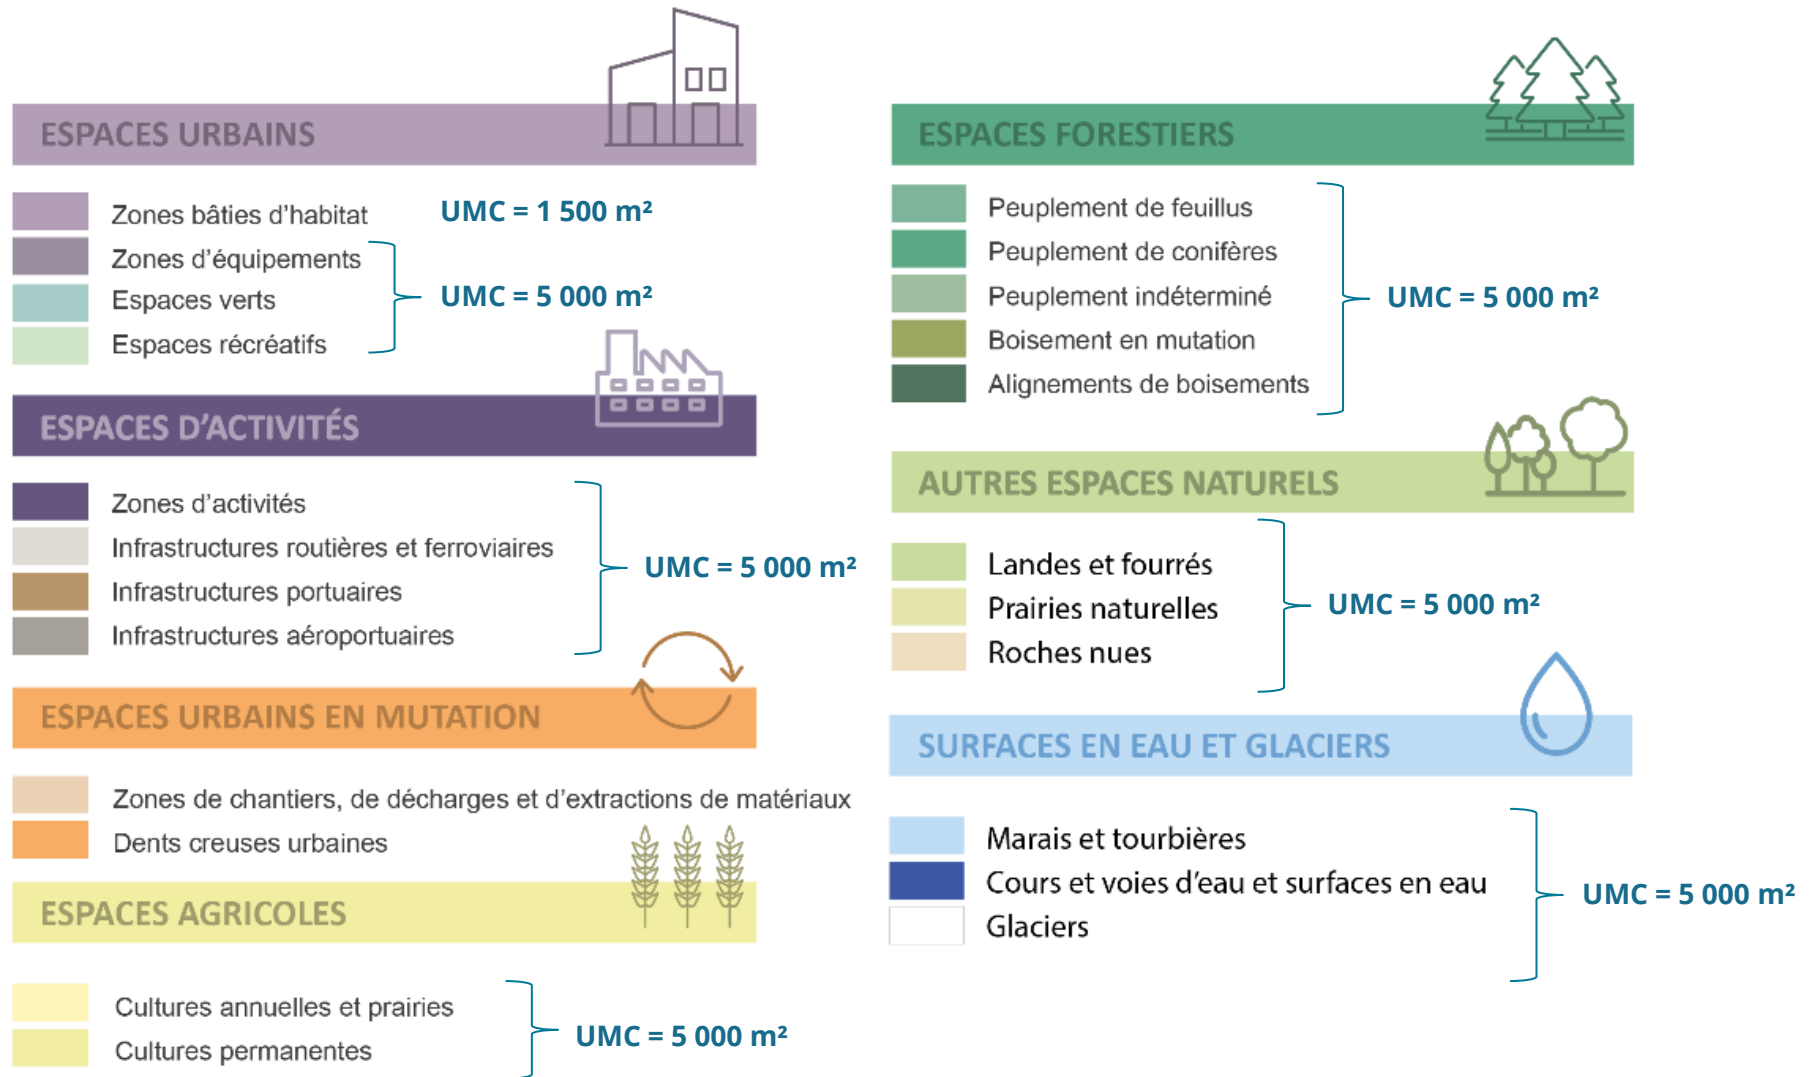 ESPACES URBAINS
Zones bâties d'habitat
UMC = 1 500 m²
Zones d'équipements
Espaces verts
Espaces récréatifs
UMC = 5 000 m²
ESPACES D'ACTIVITÉS
Zones d'activités
Infrastructures routières et ferroviaires
Infrastructures portuaires
Infrastructures aéroportuaires
UMC = 5 000 m²
ESPACES URBAINS EN MUTATION
Zones de chantiers, de décharges et d'extractions de matériaux
Dents creuses urbaines
ESPACES AGRICOLES
Cultures annuelles et prairies
Cultures permanentes
UMC = 5 000 m²
ESPACES FORESTIERS
Peuplement de feuillus
Peuplement de conifères
Peuplement indéterminé
Boisement en mutation
Alignements de boisements
UMC = 5 000 m²
AUTRES ESPACES NATURELS
Landes et fourrés
Prairies naturelles
Roches nues
UMC = 5 000 m²
SURFACES EN EAU ET GLACIERS
Marais et tourbières
Cours et voies d'eau et surfaces en eau
Glaciers
UMC = 5 000 m²